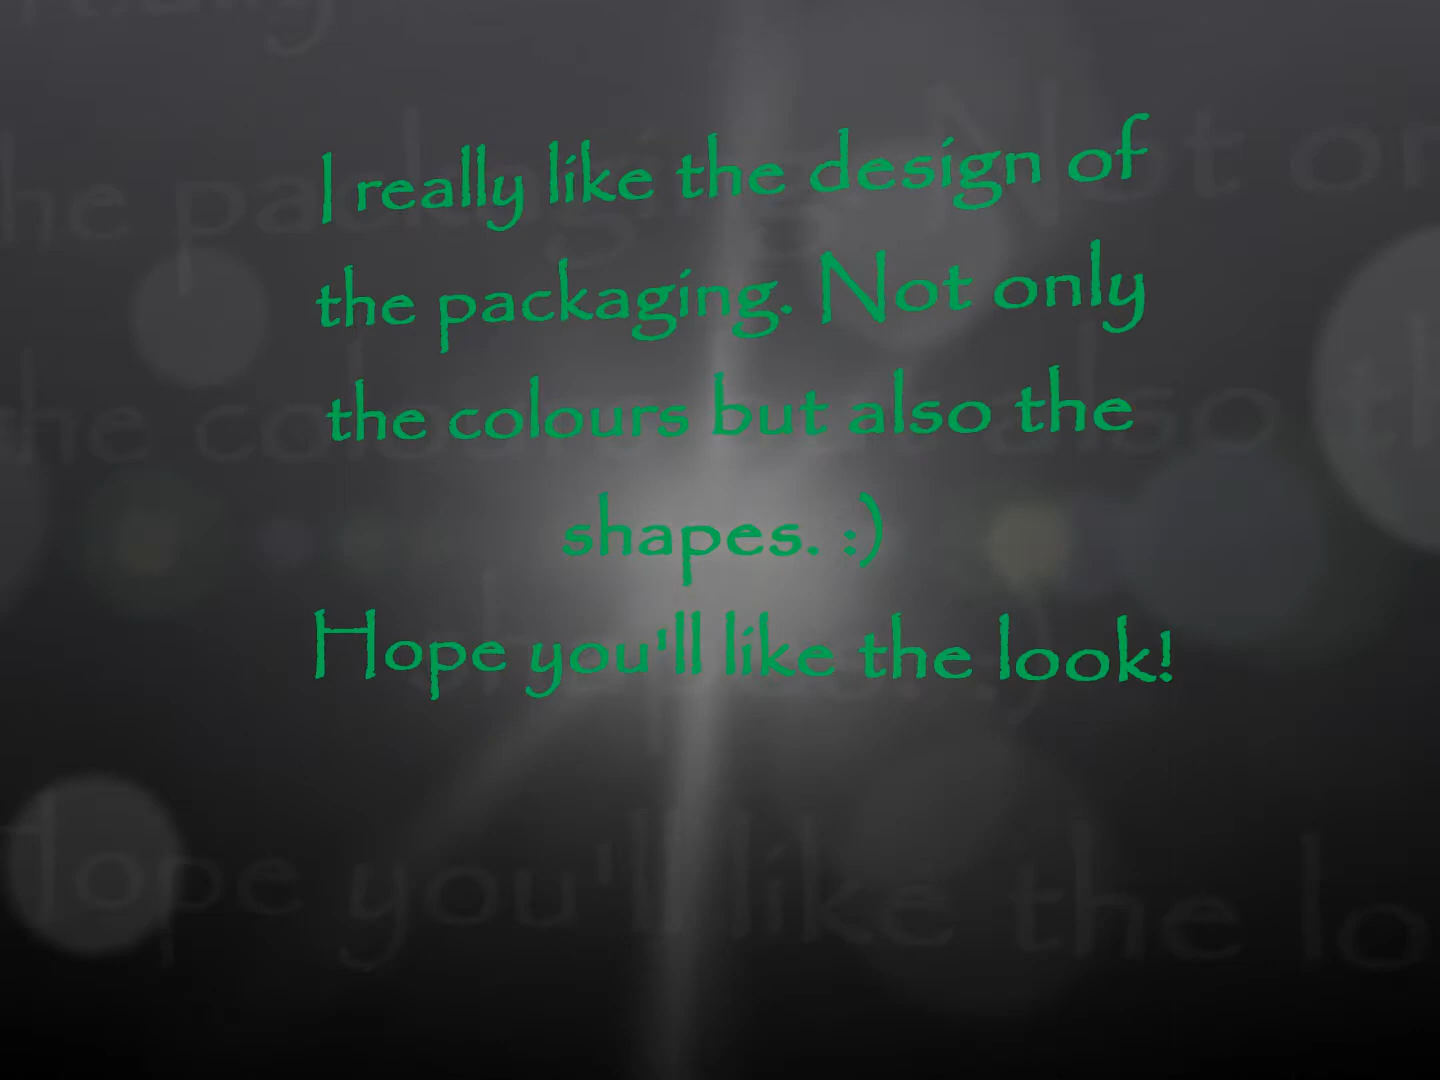 I really like the design of
the packaging. Not only
the colours but also the
shapes. :)
Hope you'll like the look!